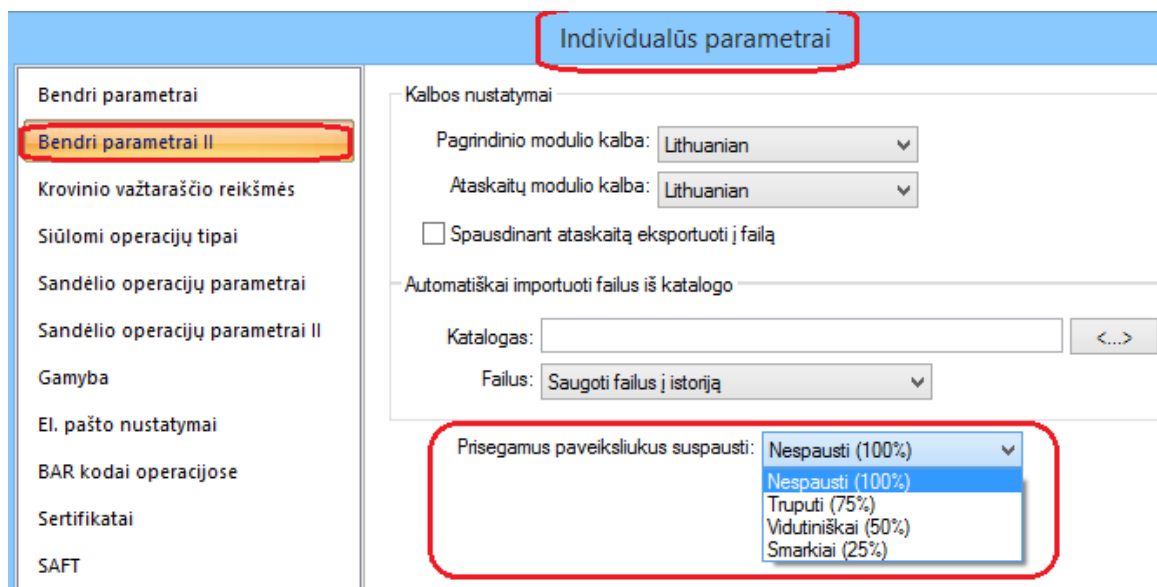 Individualūs parametrai
Bendri parametrai
Bendri parametrai II
Krovinio važtaraščio reikšmės
Siūlomi operacijų tipai
Sandėlio operacijų parametrai
Sandėlio operacijų parametrai II
Gamyba
El. pašto nustatymai
BAR kodai operacijose
Sertifikatai
SAFT
Kalbos nustatymai
Pagrindinio modulio kalba: Lithuanian
Ataskaitų modulio kalba: Lithuanian
Spausdinant ataskaitą eksportuoti į failą
Automatiškai importuoti failus iš katalogo
Katalogas: <...>
Failus: Saugoti failus į istoriją
Prisegamus paveiksliukus suspausti: Nespausti (100%)
Nespausti (100%)
Truputi (75%)
Vidutiniškai (50%)
Smarkiai (25%)